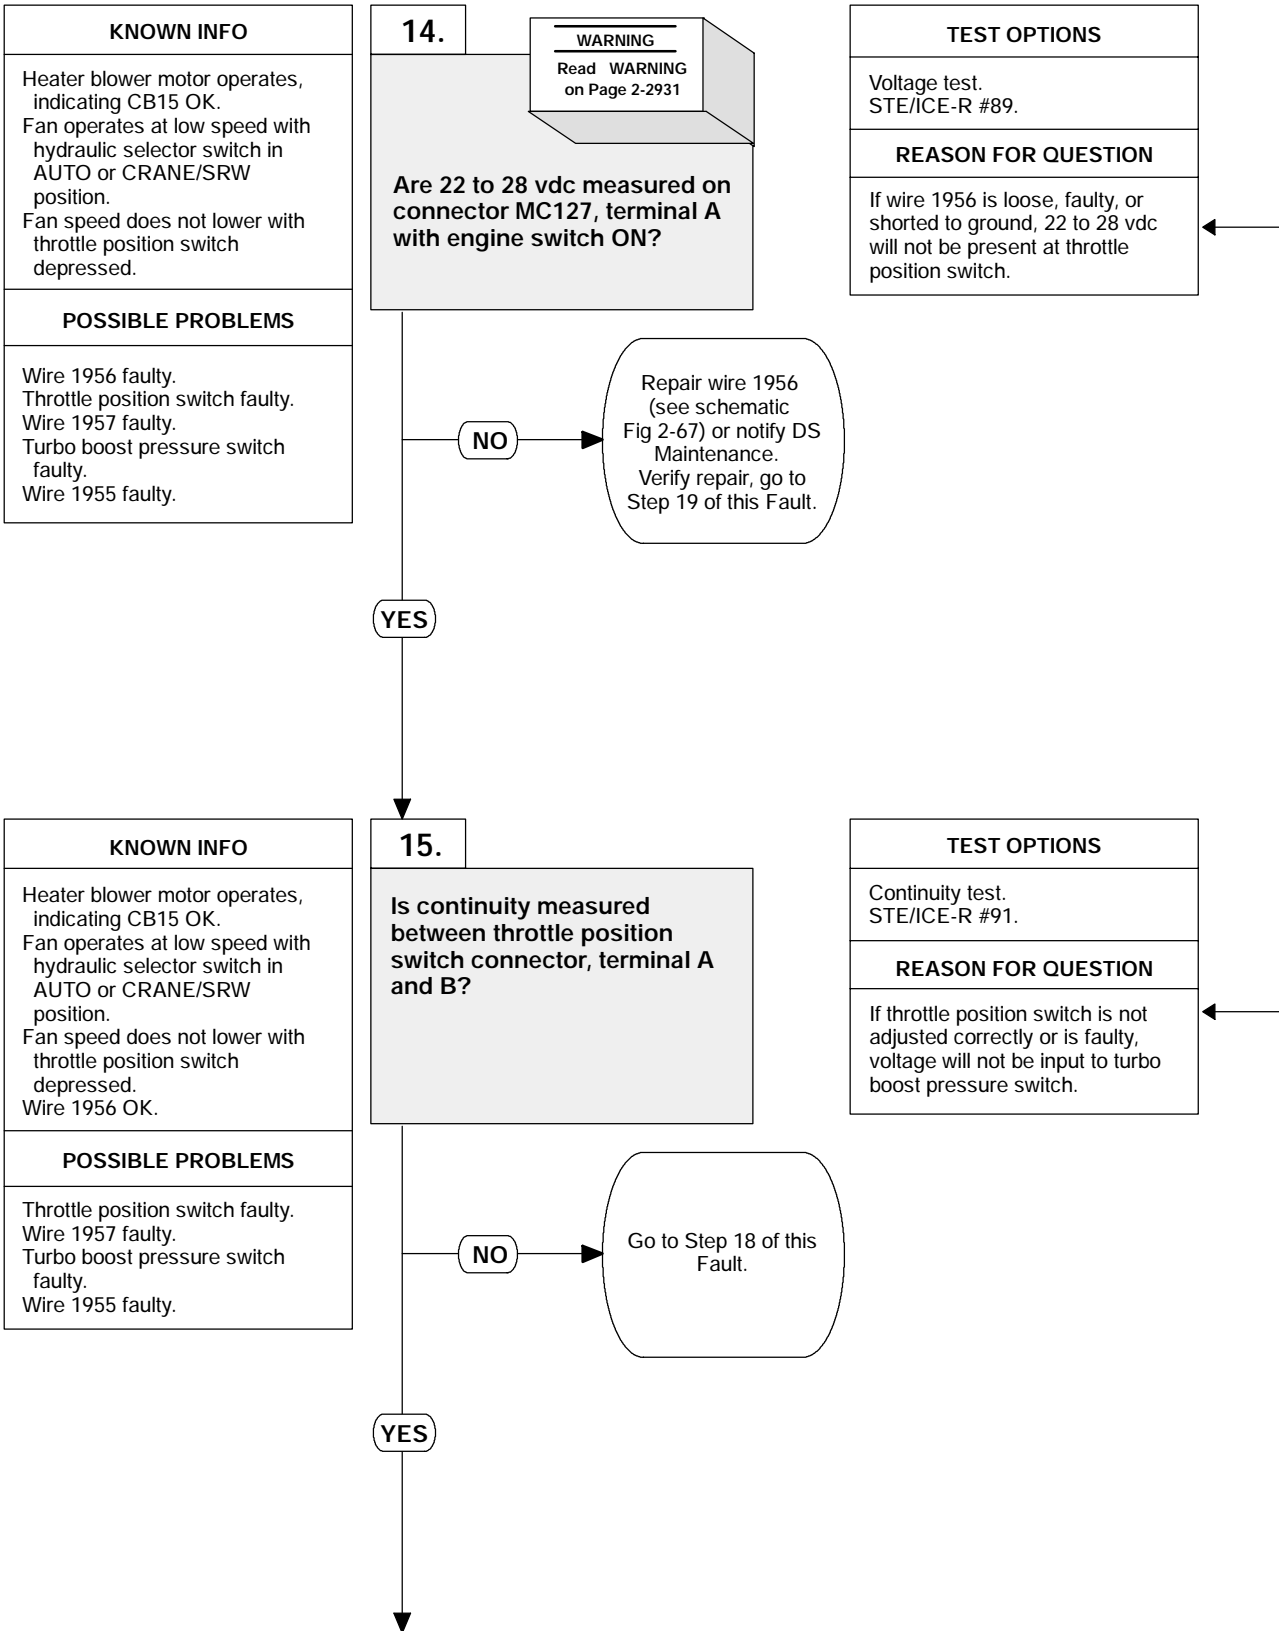 KNOWN INFO
Heater blower motor operates,
indicating CB15 OK.
Fan operates at low speed with
hydraulic selector switch in
AUTO or CRANE/SRW
position.
Fan speed does not lower with
throttle position switch
depressed.
POSSIBLE PROBLEMS
Wire 1956 faulty.
Throttle position switch faulty.
Wire 1957 faulty.
Turbo boost pressure switch
faulty.
Wire 1955 faulty.
14.
WARNING
Read WARNING
on Page 2-2931
Are 22 to 28 vdc measured on
connector MC127, terminal A
with engine switch ON?
TEST OPTIONS
Voltage test.
STE/ICE-R #89.
REASON FOR QUESTION
If wire 1956 is loose, faulty, or
shorted to ground, 22 to 28 vdc
will not be present at throttle
position switch.
NO
Repair wire 1956
(see schematic
Fig 2-67) or notify DS
Maintenance.
Verify repair, go to
Step 19 of this Fault.
YES
KNOWN INFO
Heater blower motor operates,
indicating CB15 OK.
Fan operates at low speed with
hydraulic selector switch in
AUTO or CRANE/SRW
position.
Fan speed does not lower with
throttle position switch
depressed.
Wire 1956 OK.
POSSIBLE PROBLEMS
Throttle position switch faulty.
Wire 1957 faulty.
Turbo boost pressure switch
faulty.
Wire 1955 faulty.
15.
Is continuity measured
between throttle position
switch connector, terminal A
and B?
TEST OPTIONS
Continuity test.
STE/ICE-R #91.
REASON FOR QUESTION
If throttle position switch is not
adjusted correctly or is faulty,
voltage will not be input to turbo
boost pressure switch.
NO
Go to Step 18 of this
Fault.
YES